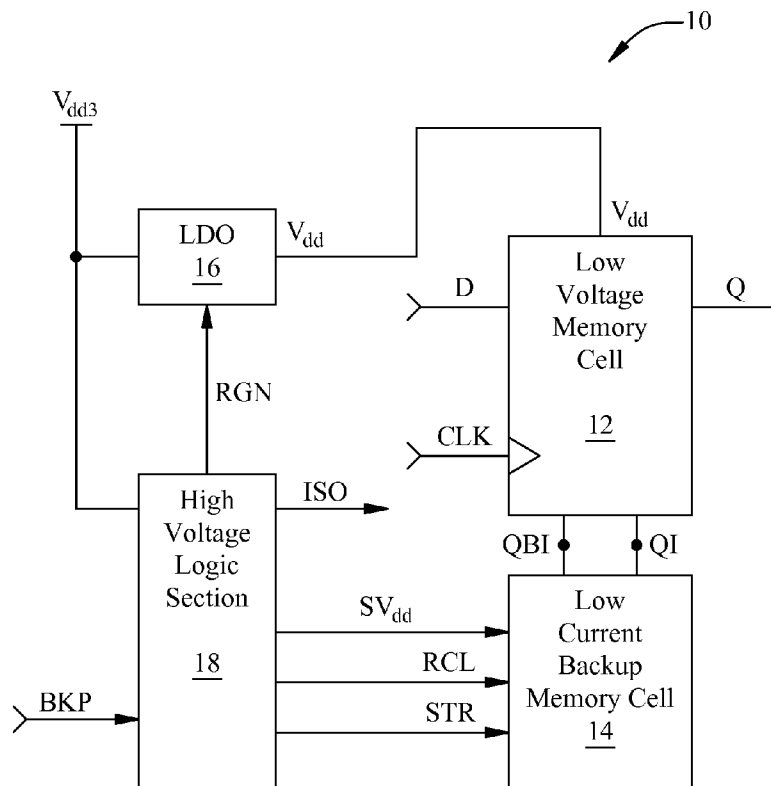 10
Vdd3
LDO
16
Vdd
Vdd
Low
Voltage
Memory
Cell
12
D
Q
CLK
RGN
High
Voltage
Logic
Section
18
ISO
QBI
QI
SVdd
RCL
STR
BKP
Low
Current
Backup
Memory Cell
14